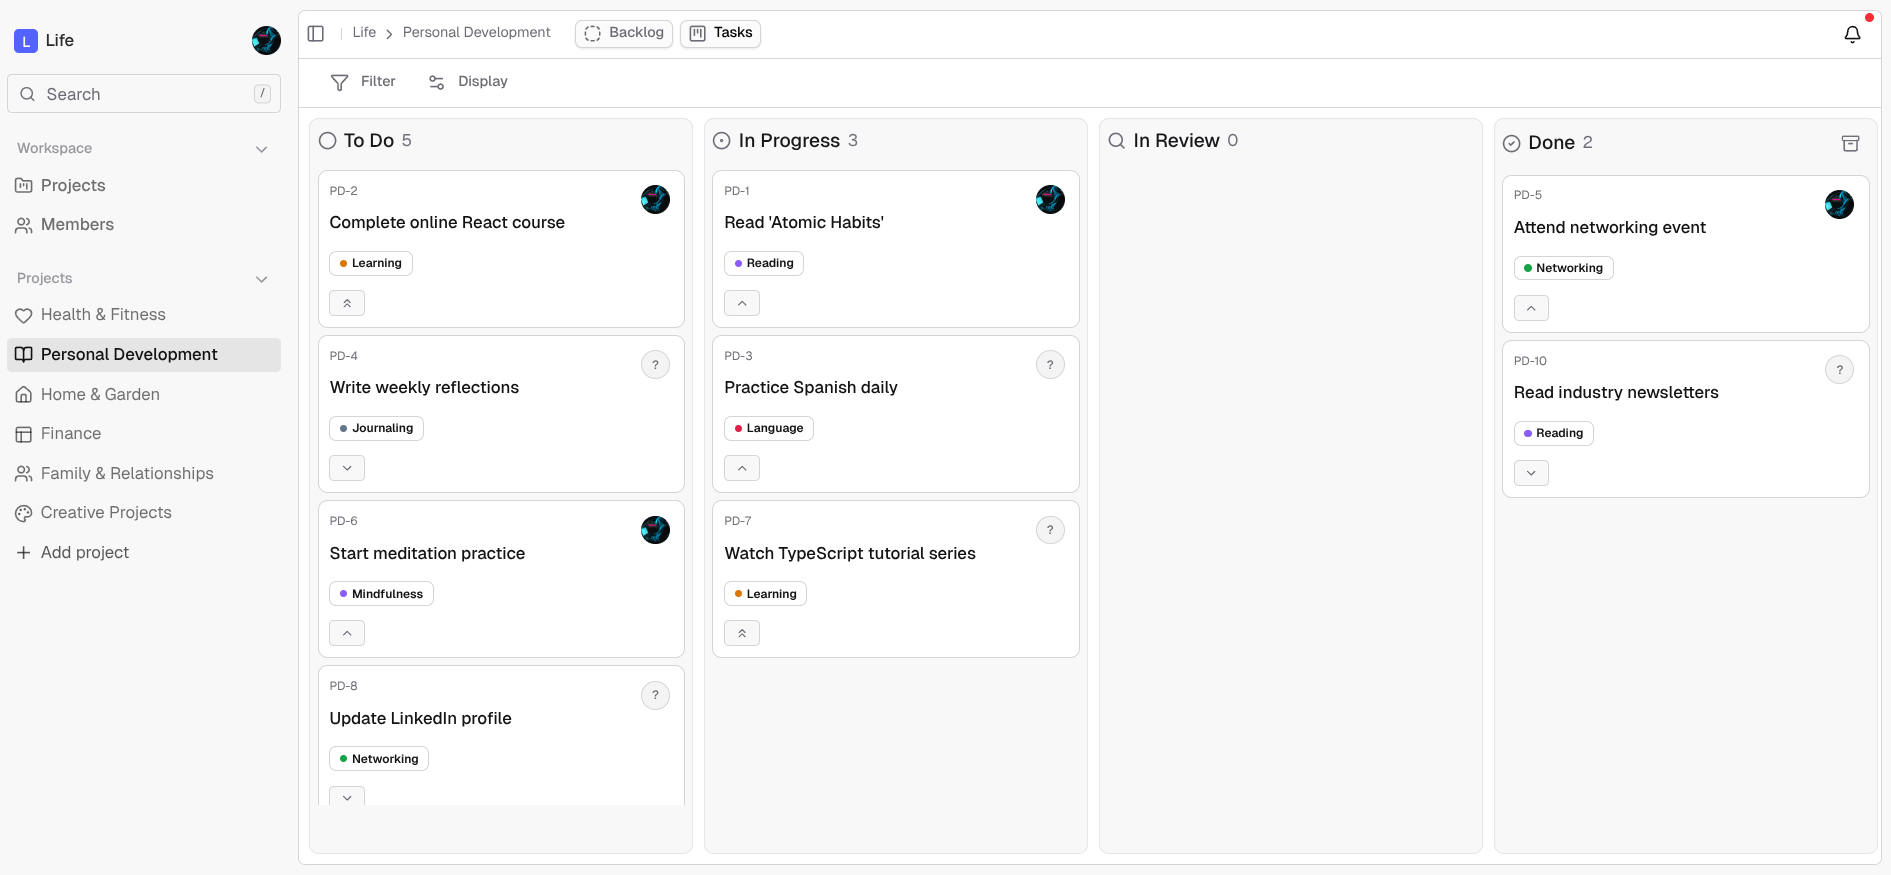 L Life
Search /
Workspace
Projects
Members
Projects
Health & Fitness
Personal Development
Home & Garden
Finance
Family & Relationships
Creative Projects
Add project
Life Personal Development Backlog Tasks
Filter Display
To Do 5
PD-2
Complete online React course
Learning
PD-4
?
Write weekly reflections
Journaling
PD-6
Start meditation practice
Mindfulness
PD-8
?
Update LinkedIn profile
Networking
In Progress 3
PD-1
Read 'Atomic Habits'
Reading
PD-3
?
Practice Spanish daily
Language
PD-7
?
Watch TypeScript tutorial series
Learning
In Review 0
Done 2
PD-5
Attend networking event
Networking
PD-10
?
Read industry newsletters
Reading